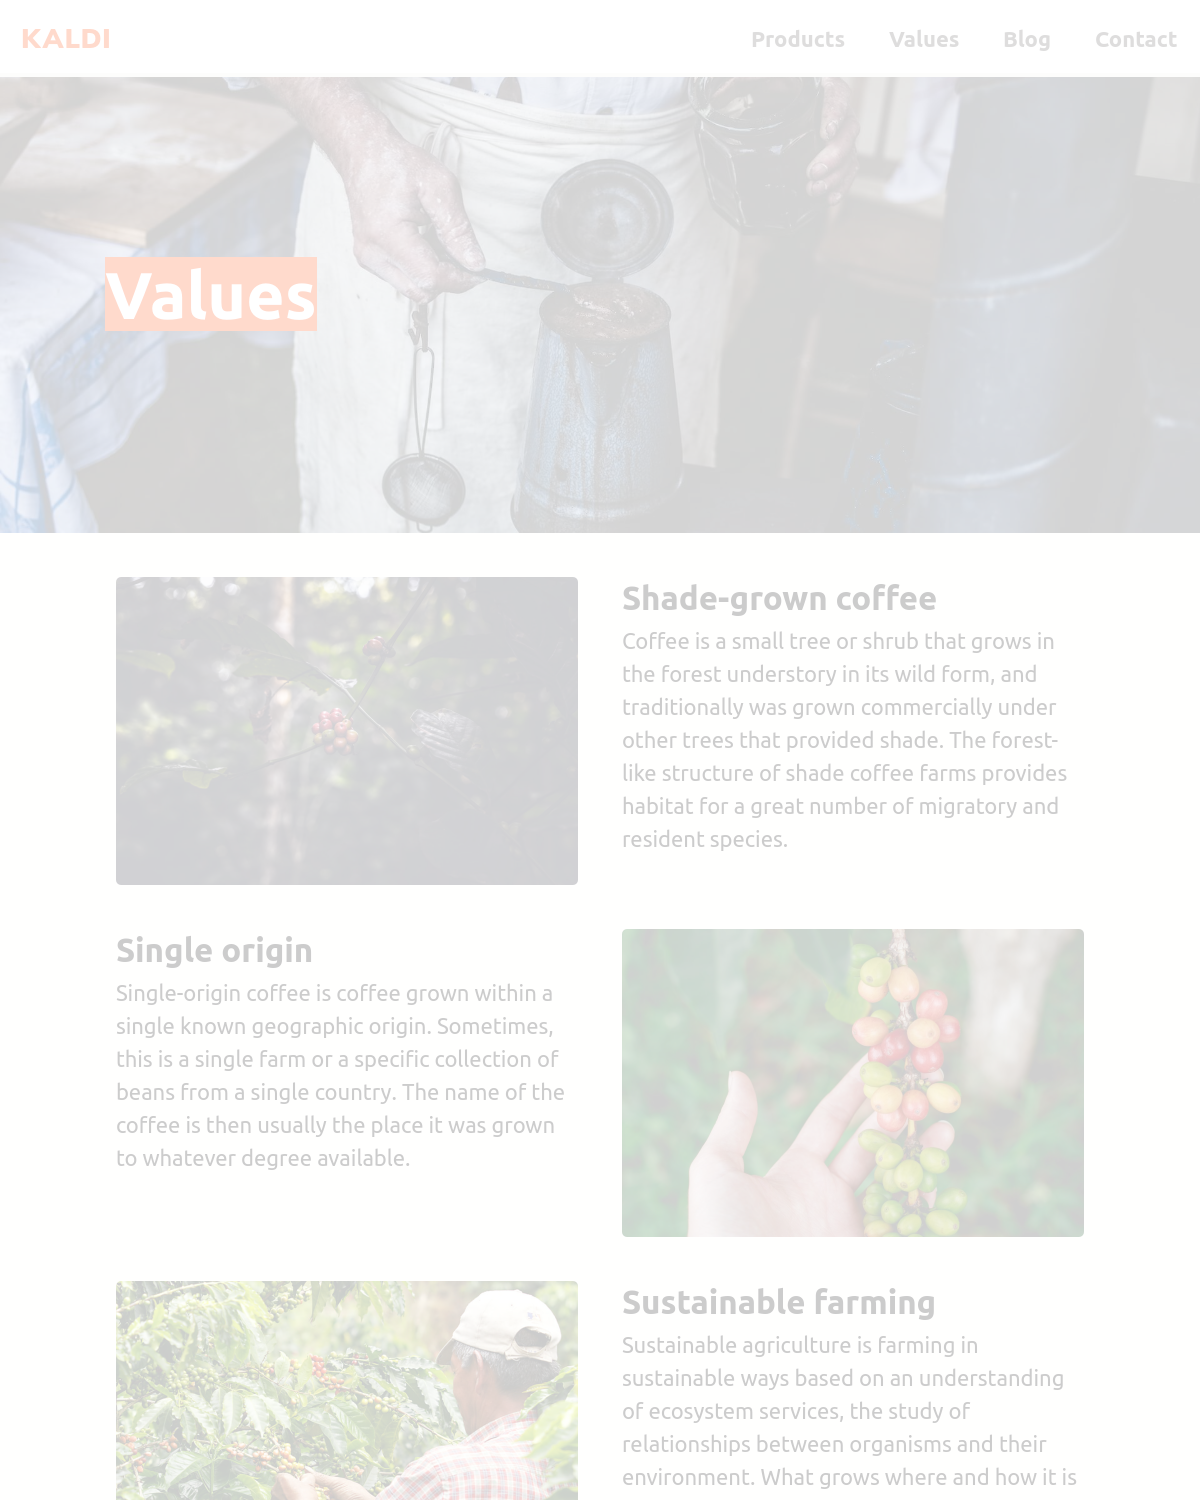 KALDI
Products Values Blog Contact
Values
Shade-grown coffee
Coffee is a small tree or shrub that grows in
the forest understory in its wild form, and
traditionally was grown commercially under
other trees that provided shade. The forest-
like structure of shade coffee farms provides
habitat for a great number of migratory and
resident species.
Single origin
Single-origin coffee is coffee grown within a
single known geographic origin. Sometimes,
this is a single farm or a specific collection of
beans from a single country. The name of the
coffee is then usually the place it was grown
to whatever degree available.
Sustainable farming
Sustainable agriculture is farming in
sustainable ways based on an understanding
of ecosystem services, the study of
relationships between organisms and their
environment. What grows where and how it is